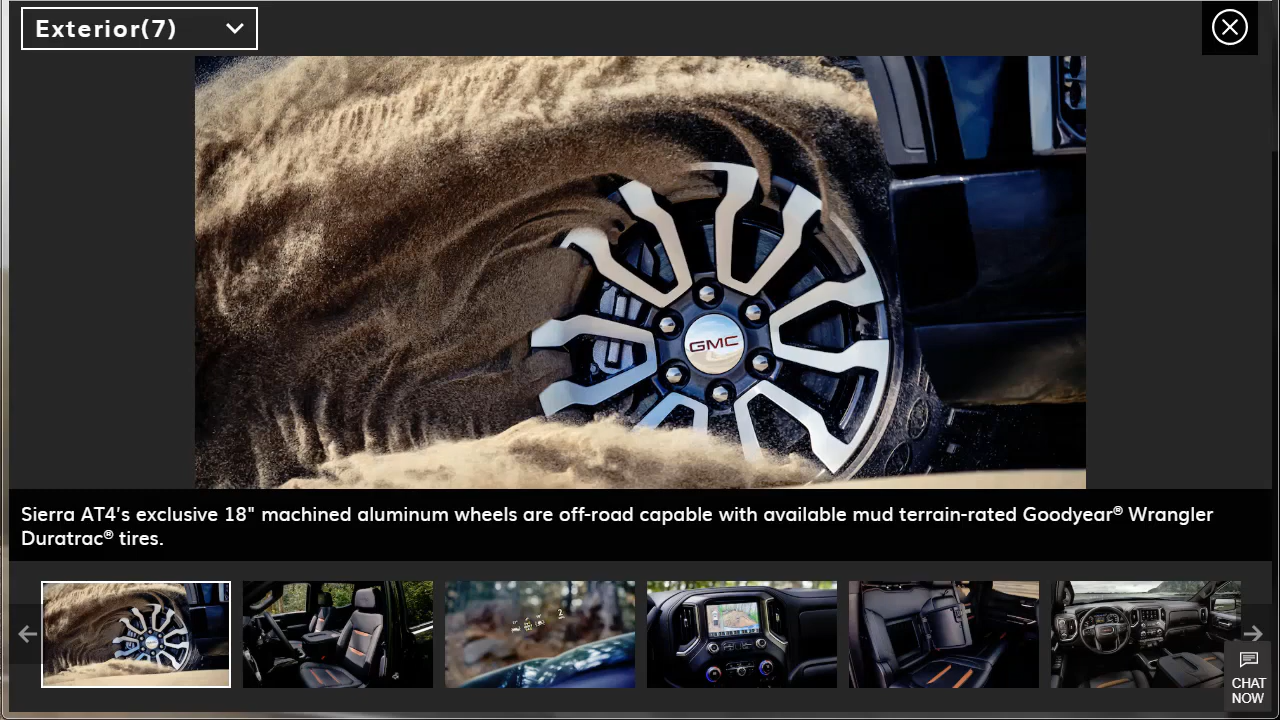 Exterior(7)
GMC
Sierra AT4's exclusive 18" machined aluminum wheels are off-road capable with available mud terrain-rated Goodyear® Wrangler
Duratrac® tires.
CHAT
NOW